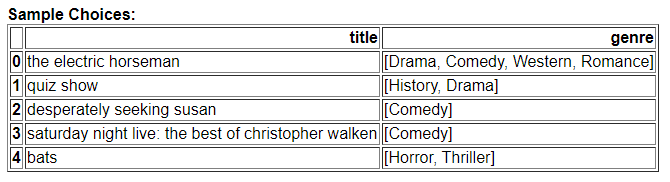 Sample Choices:
title genre
0 the electric horseman [Drama, Comedy, Western, Romance]
1 quiz show [History, Drama]
2 desperately seeking susan [Comedy]
3 saturday night live: the best of christopher walken [Comedy]
4 bats [Horror, Thriller]